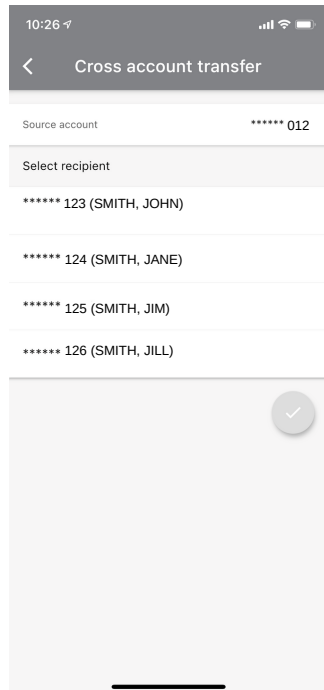 10:26
Cross account transfer
Source account ****** 012
Select recipient
****** 123 (SMITH, JOHN)
****** 124 (SMITH, JANE)
****** 125 (SMITH, JIM)
****** 126 (SMITH, JILL)